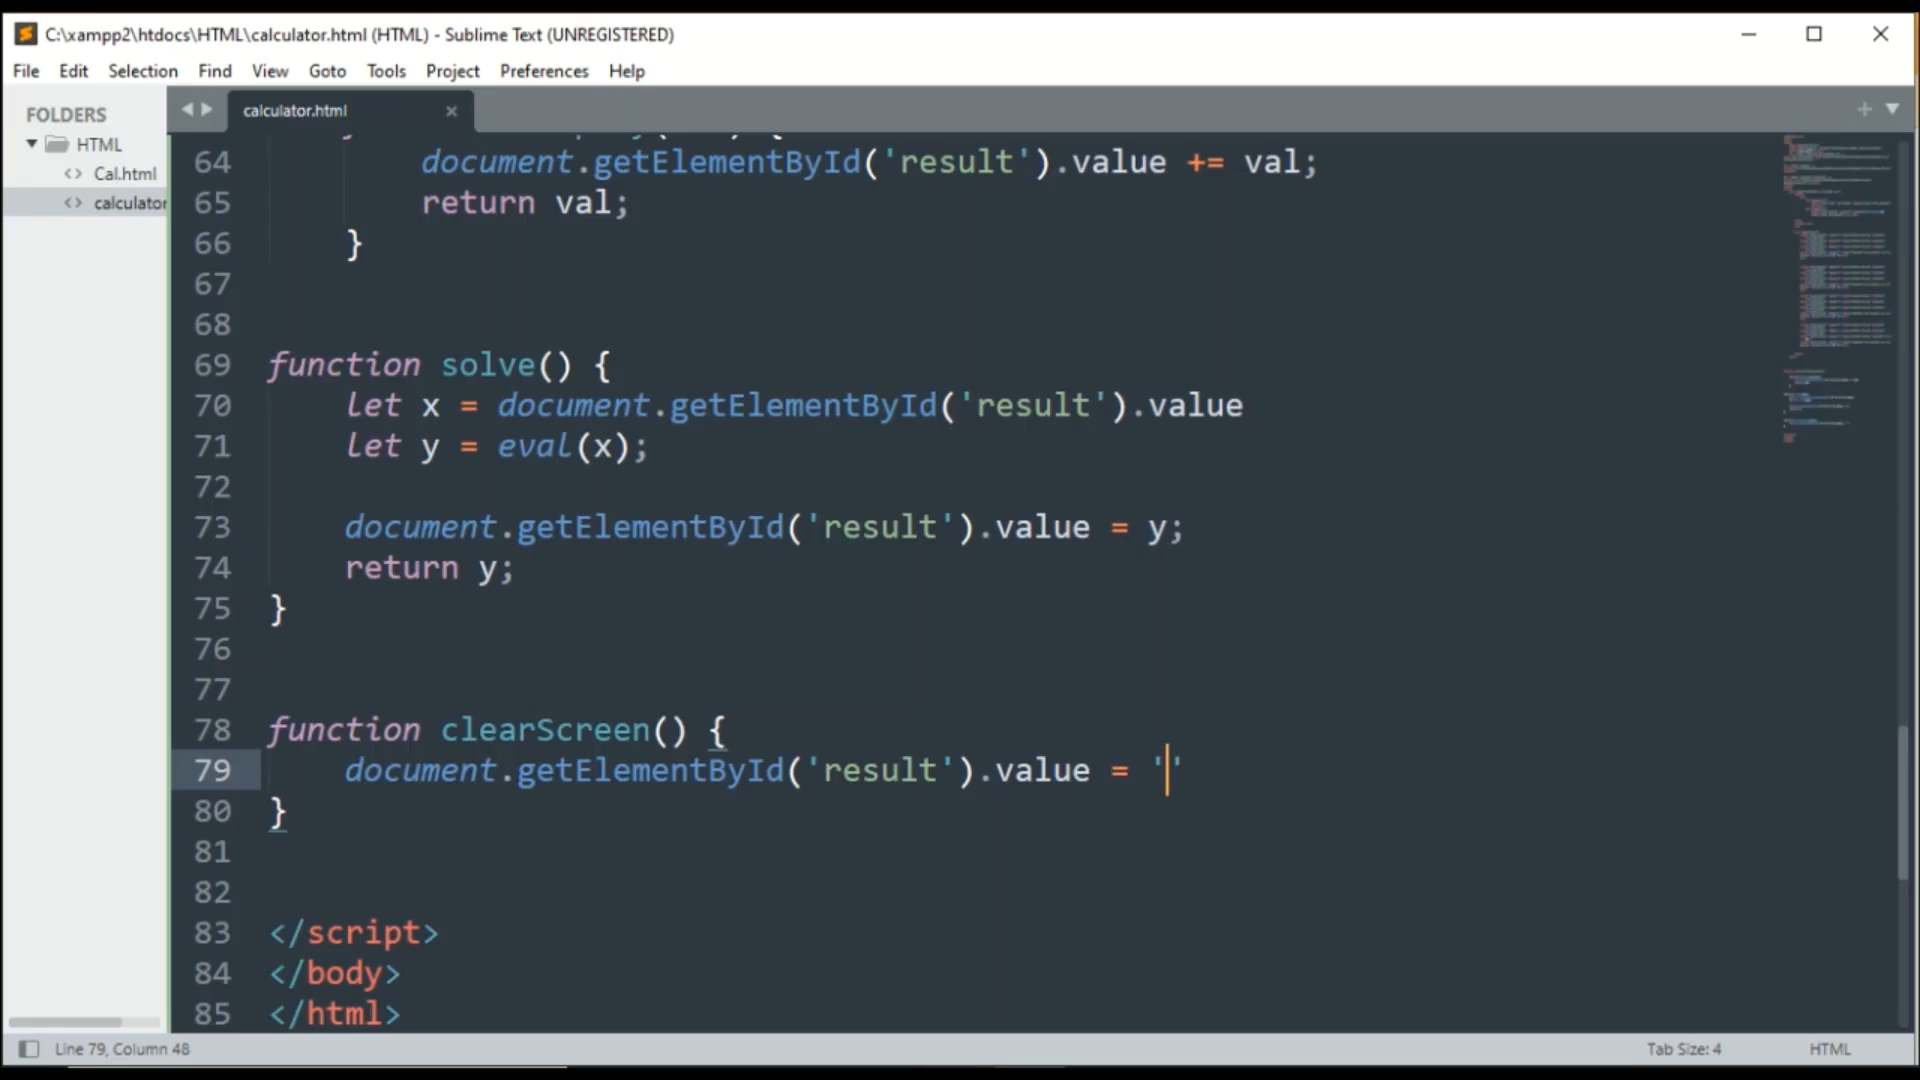 C:\xampp2\htdocs\HTML\calculator.html (HTML) - Sublime Text (UNREGISTERED)
File Edit Selection Find View Goto Tools Project Preferences Help
FOLDERS
HTML
Cal.html
calculator
calculator.html
64 document.getElementById('result').value += val;
65 return val;
66 }
67
68
69 function solve() {
70 let x = document.getElementById('result').value
71 let y = eval(x);
72
73 document.getElementById('result').value = y;
74 return y;
75 }
76
77
78 function clearScreen() {
79 document.getElementById('result').value = ''
80 }
81
82
83 </script>
84 </body>
85 </html>
Line 79, Column 48
Tab Size: 4
HTML